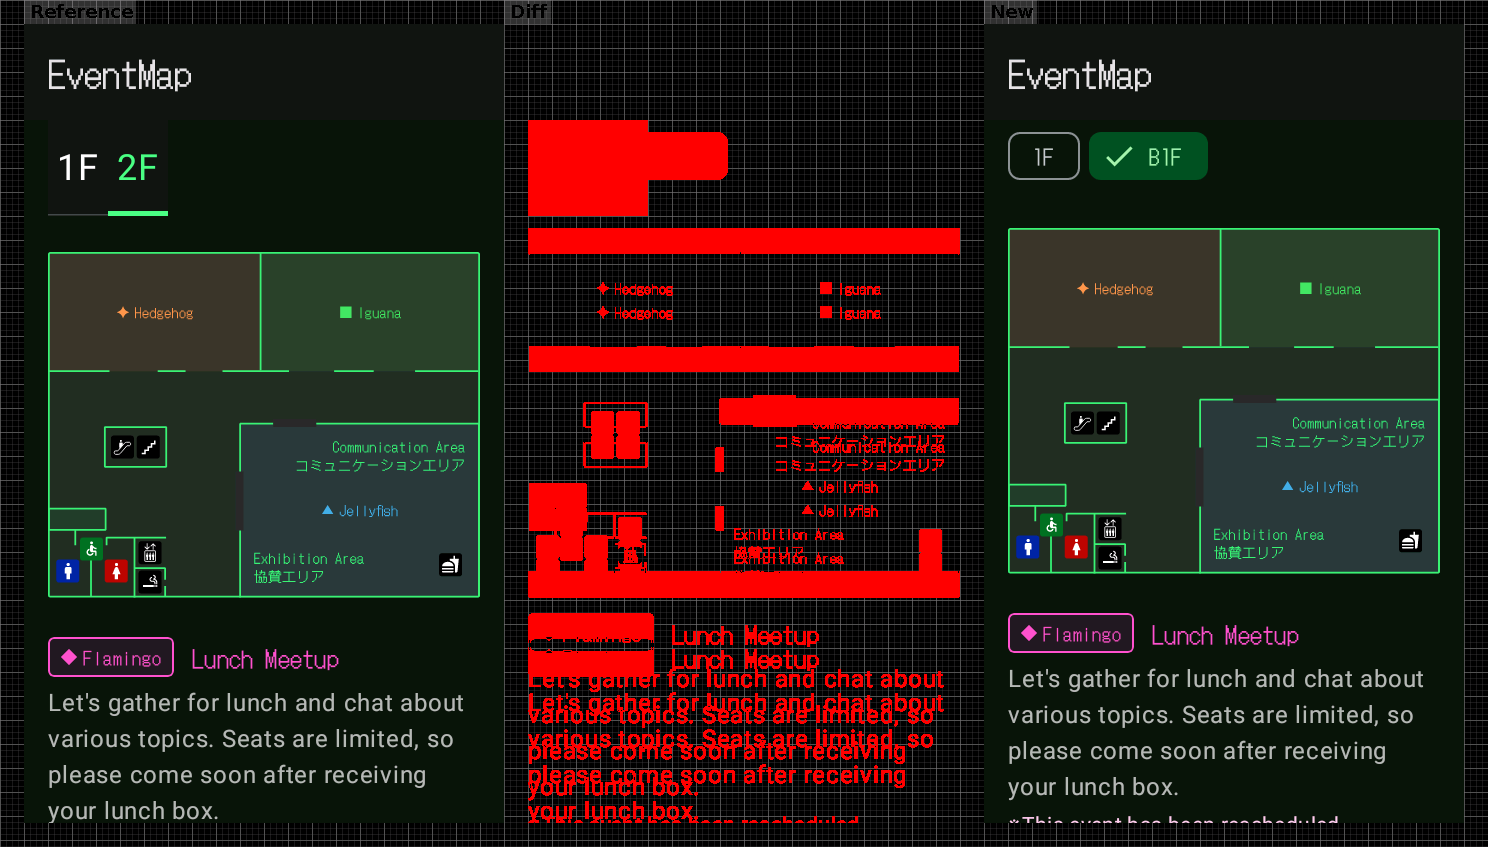 Reference
EventMap
1F 2F
Hedgehog
Iguana
Communication Area
コミュニケーションエリア
Jellyfish
Exhibition Area
協賛エリア
Flamingo
Lunch Meetup
Let's gather for lunch and chat about
various topics. Seats are limited, so
please come soon after receiving
your lunch box.
Diff
Hedgehog
Iguana
Hedgehog
Iguana
Communication Area
コミュニケーションエリア
Communication Area
コミュニケーションエリア
Jellyfish
Jellyfish
Exhibition Area
協賛エリア
Exhibition Area
Lunch Meetup
Lunch Meetup
Let's gather for lunch and chat about
Let's gather for lunch and chat about
various topics. Seats are limited, so
various topics. Seats are limited, so
please come soon after receiving
please come soon after receiving
your lunch box.
your lunch box.
New
EventMap
1F
B1F
Hedgehog
Iguana
Communication Area
コミュニケーションエリア
Jellyfish
Exhibition Area
協賛エリア
Flamingo
Lunch Meetup
Let's gather for lunch and chat about
various topics. Seats are limited, so
please come soon after receiving
your lunch box.
*This event has been rescheduled